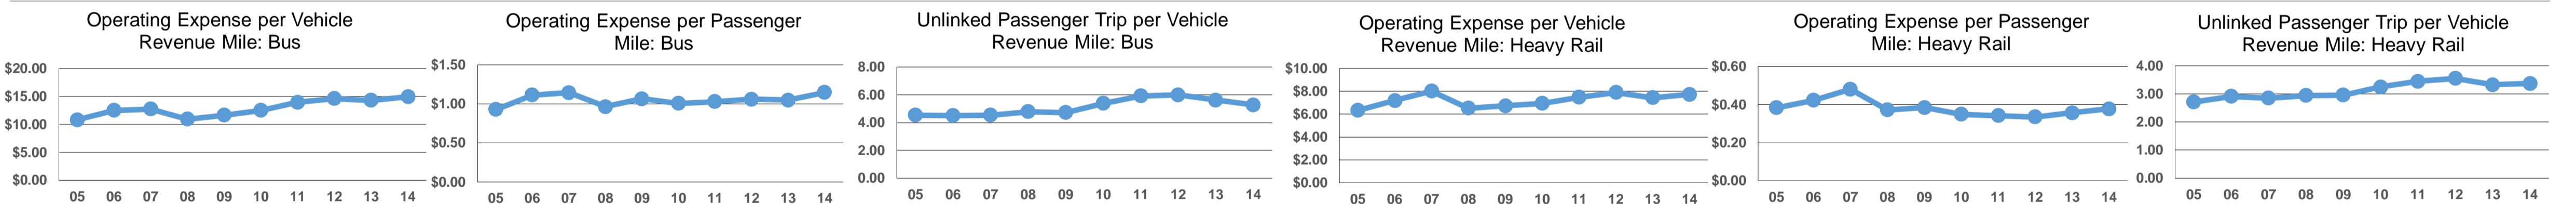 Operating Expense per Vehicle
Revenue Mile: Bus
$20.00
$15.00
$10.00
$5.00
$0.00
05 06 07 08 09 10 11 12 13 14
Operating Expense per Passenger
Mile: Bus
$1.50
$1.00
$0.50
$0.00
05 06 07 08 09 10 11 12 13 14
Unlinked Passenger Trip per Vehicle
Revenue Mile: Bus
8.00
6.00
4.00
2.00
0.00
05 06 07 08 09 10 11 12 13 14
Operating Expense per Vehicle
Revenue Mile: Heavy Rail
$10.00
$8.00
$6.00
$4.00
$2.00
$0.00
05 06 07 08 09 10 11 12 13 14
Operating Expense per Passenger
Mile: Heavy Rail
$0.60
$0.40
$0.20
$0.00
05 06 07 08 09 10 11 12 13 14
Unlinked Passenger Trip per Vehicle
Revenue Mile: Heavy Rail
4.00
3.00
2.00
1.00
0.00
05 06 07 08 09 10 11 12 13 14